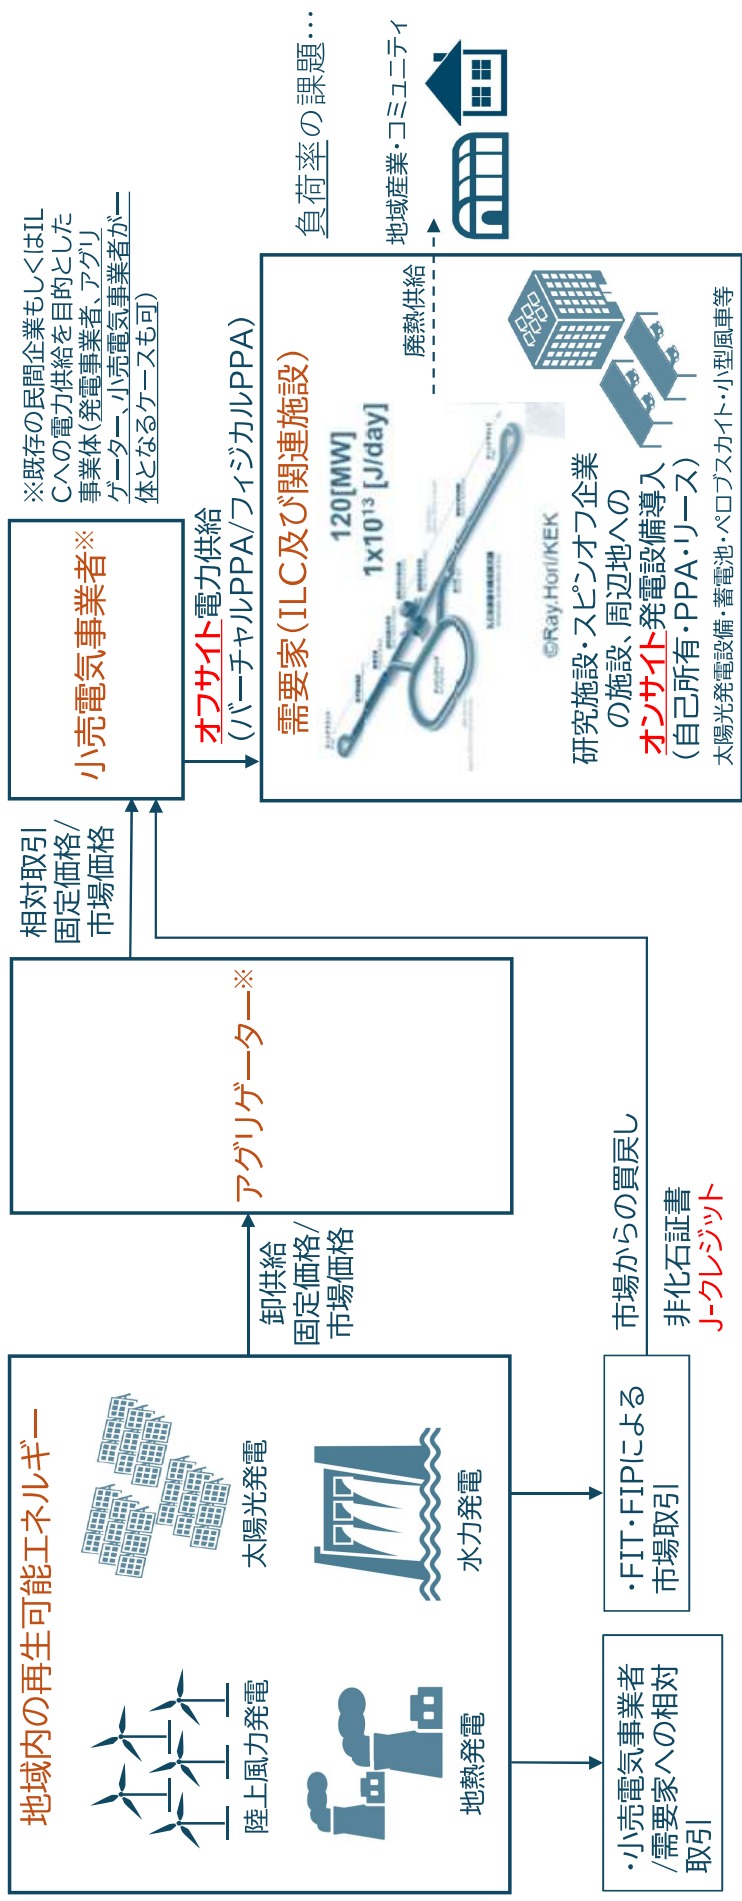 地域内の再生可能エネルギー
陸上風力発電
太陽光発電
地熱発電
水力発電
・小売電気事業者
/需要家への相対
取引
・FIT・FIPによる
市場取引
卸供給
固定価格/
市場価格
アグリゲーター※
市場からの買戻し
非化石証書
J-クレジット
相対取引
固定価格/
市場価格
小売電気事業者※
※既存の民間企業もしくはIL
Cへの電力供給を目的とした
事業体(発電事業者、アグリ
ゲーター、小売電気事業者が一
体となるケースも可)
オフサイト電力供給
(バーチャルPPA/フィジカルPPA)
需要家(ILC及び関連施設)
120[MW]
1x10¹³ [J/day]
©Ray.Hori/KEK
研究施設・スピンオフ企業
の施設、周辺地への
オンサイト発電設備導入
(自己所有・PPA・リース)
太陽光発電設備・蓄電池・ペロブスカイト・小型風車等
廃熱供給
負荷率の課題…
地域産業・コミュニティ